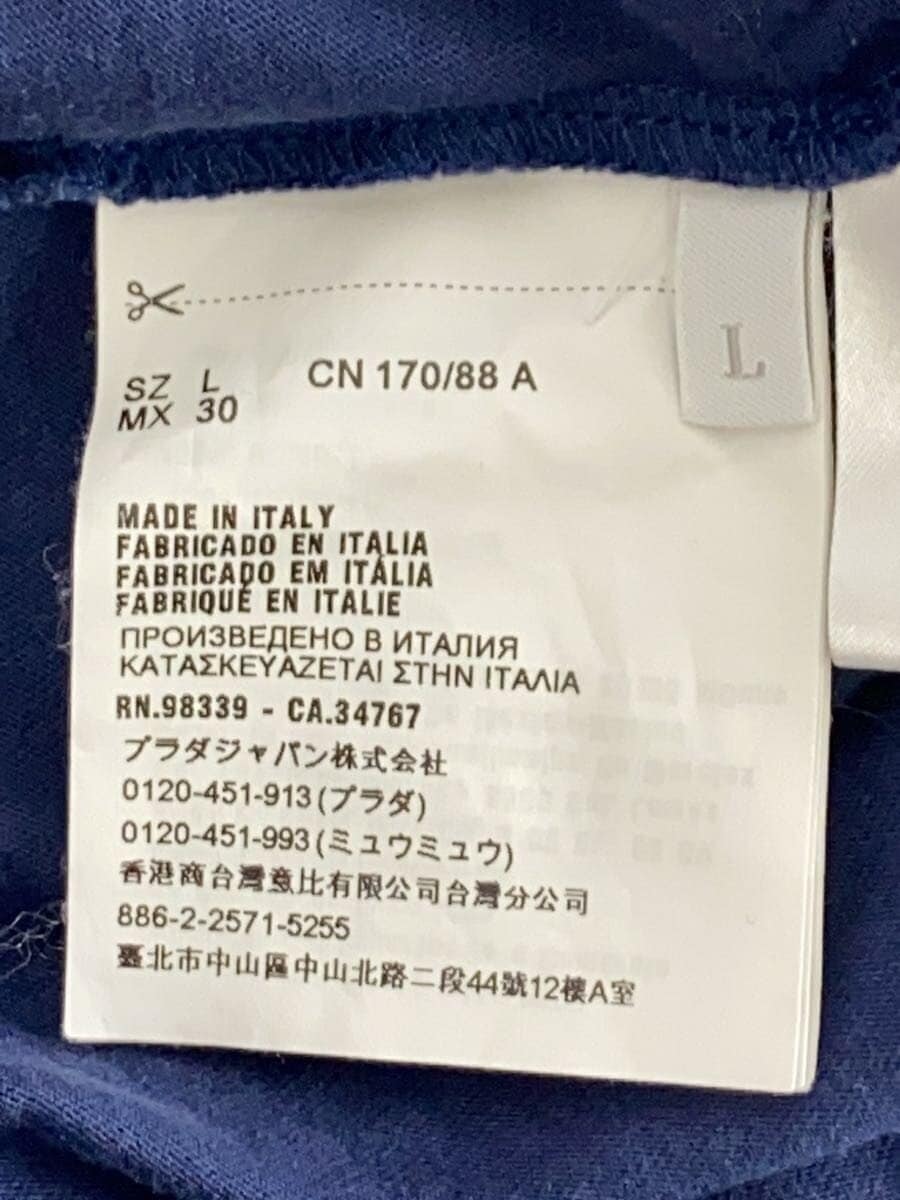 SZ L CN 170/88 A
MX 30
L
MADE IN ITALY
FABRICADO EN ITALIA
FABRICADO EM ITÁLIA
FABRIQUÉ EN ITALIE
ПРОИЗВЕДЕНО В ИТАЛИЯ
ΚΑΤΑΣΚΕΥΑΖΕΤΑΙ ΣΤΗΝ ΙΤΑΛΙΑ
RN.98339 - CA.34767
プラダジャパン株式会社
0120-451-913(プラダ)
0120-451-993(ミュウミュウ)
香港商台灣意比有限公司台灣分公司
886-2-2571-5255
臺北市中山區中山北路二段44號12樓A室